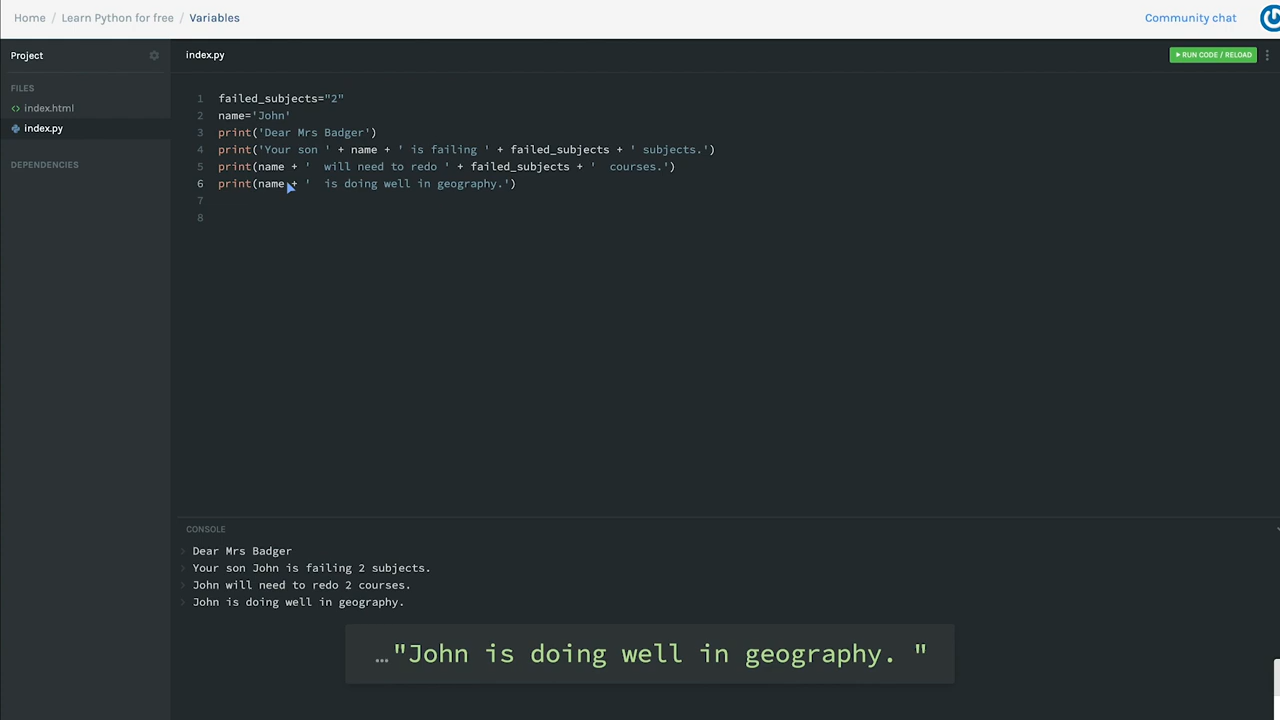 Home / Learn Python for free / Variables
Community chat
Project
index.py
RUN CODE / RELOAD
FILES
index.html
index.py
DEPENDENCIES
1 failed_subjects="2"
2 name='John'
3 print('Dear Mrs Badger')
4 print('Your son ' + name + ' is failing ' + failed_subjects + ' subjects.')
5 print(name + '  will need to redo ' + failed_subjects + '  courses.')
6 print(name + '  is doing well in geography.')
7
8
CONSOLE
Dear Mrs Badger
Your son John is failing 2 subjects.
John will need to redo 2 courses.
John is doing well in geography.
…"John is doing well in geography. "